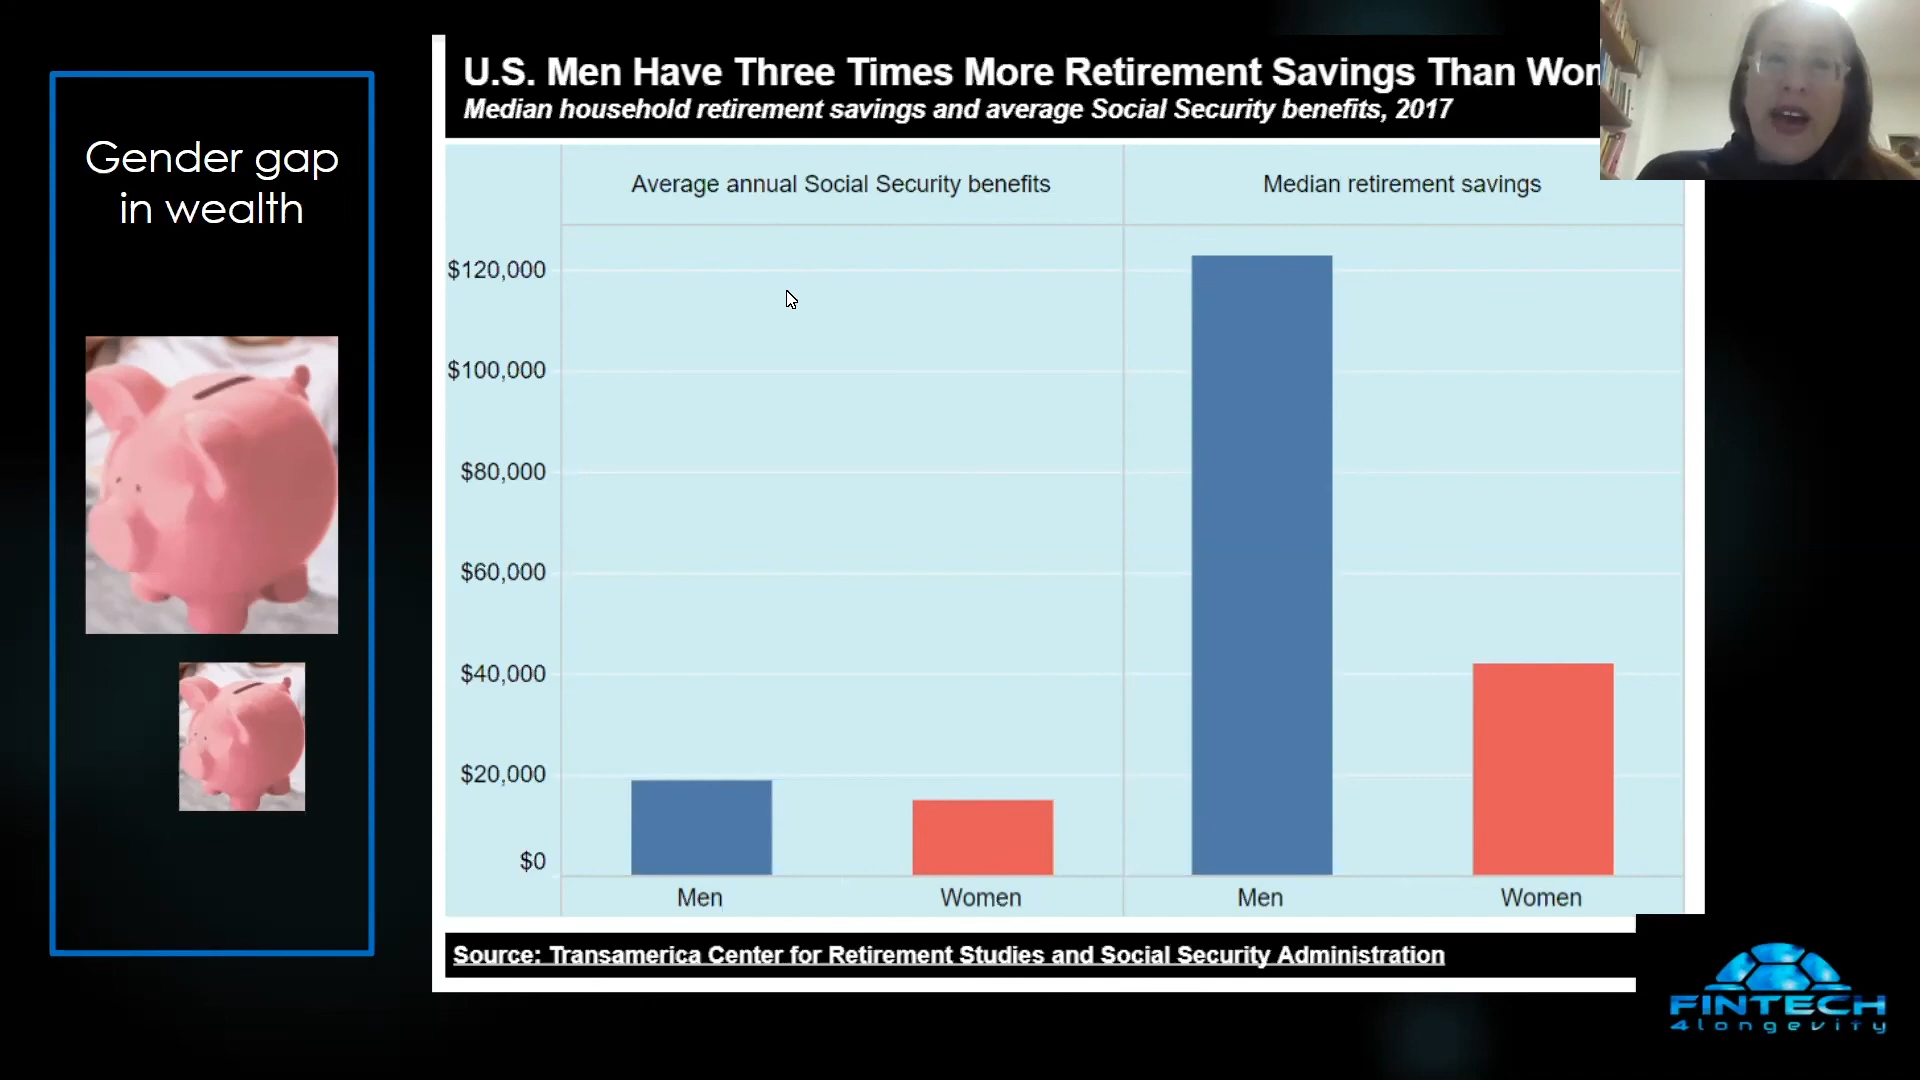 Gender gap
in wealth
U.S. Men Have Three Times More Retirement Savings Than
Median household retirement savings and average Social Security benefits, 2017
Average annual Social Security benefits
Median retirement savings
$120,000
$100,000
$80,000
$60,000
$40,000
$20,000
$0
Men
Women
Men
Women
Source: Transamerica Center for Retirement Studies and Social Security Administration
FINTECH
4longevity